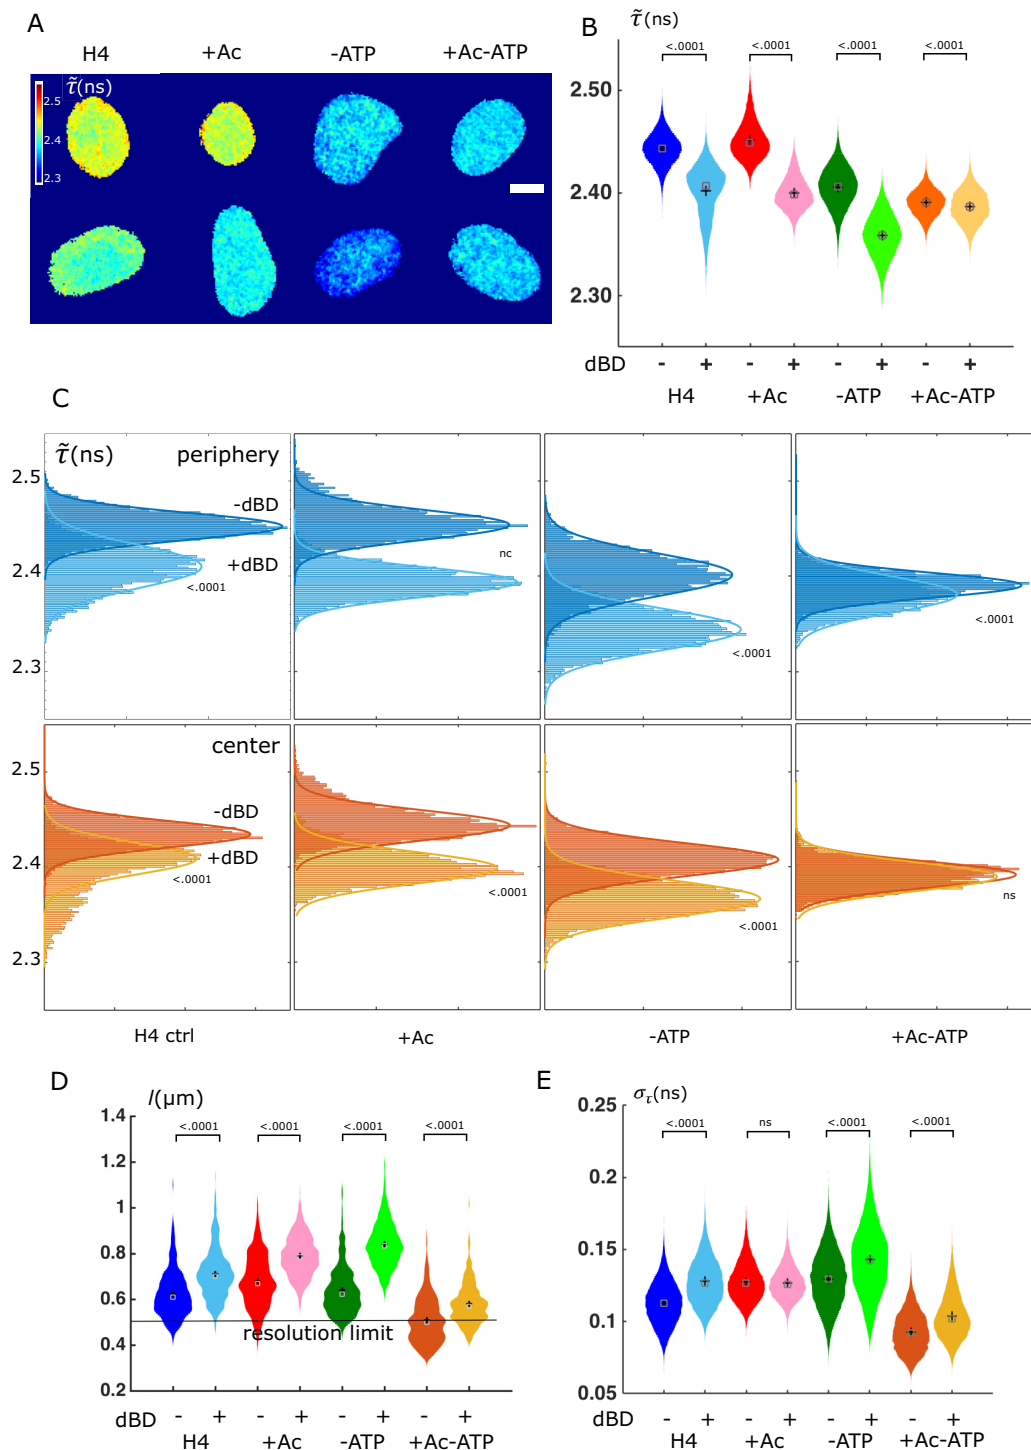 A
H4 +Ac -ATP +Ac-ATP
τ̃(ns)
2.5
2.4
2.3
B
τ̃(ns)
<.0001 <.0001 <.0001 <.0001
2.50
2.40
2.30
dBD - + - + - + - +
H4 +Ac -ATP +Ac-ATP
C
τ̃(ns) periphery
2.5
-dBD
nc
2.4
+dBD
<.0001
<.0001
<.0001
2.3
center
2.5
-dBD
2.4
+dBD
<.0001
<.0001
<.0001
ns
2.3
H4 ctrl +Ac -ATP +Ac-ATP
D
l(μm)
1.4
<.0001 <.0001 <.0001 <.0001
1.2
1
0.8
0.6
resolution limit
0.4
0.2
dBD - + - + - + - +
H4 +Ac -ATP +Ac-ATP
E
στ(ns)
0.25
<.0001 ns <.0001 <.0001
0.2
0.15
0.1
0.05
dBD - + - + - + - +
H4 +Ac -ATP +Ac-ATP